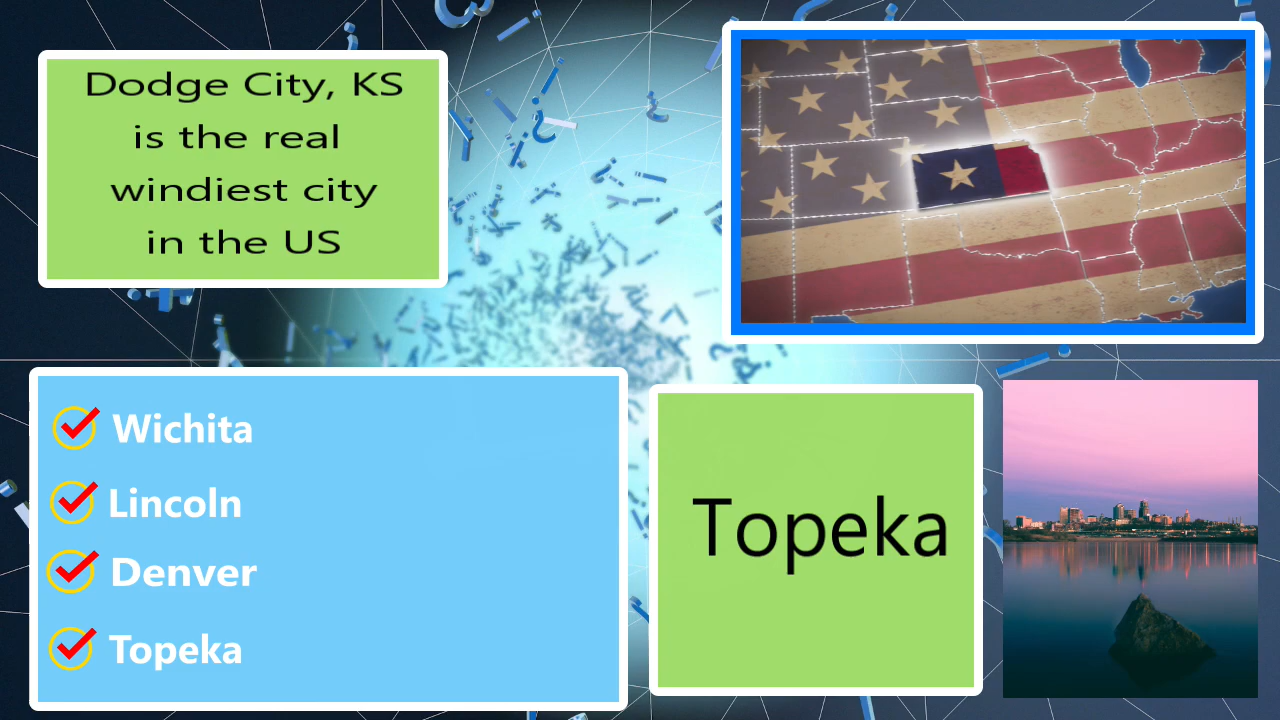 Dodge City, KS
is the real
windiest city
in the US
Wichita
Lincoln
Denver
Topeka
Topeka